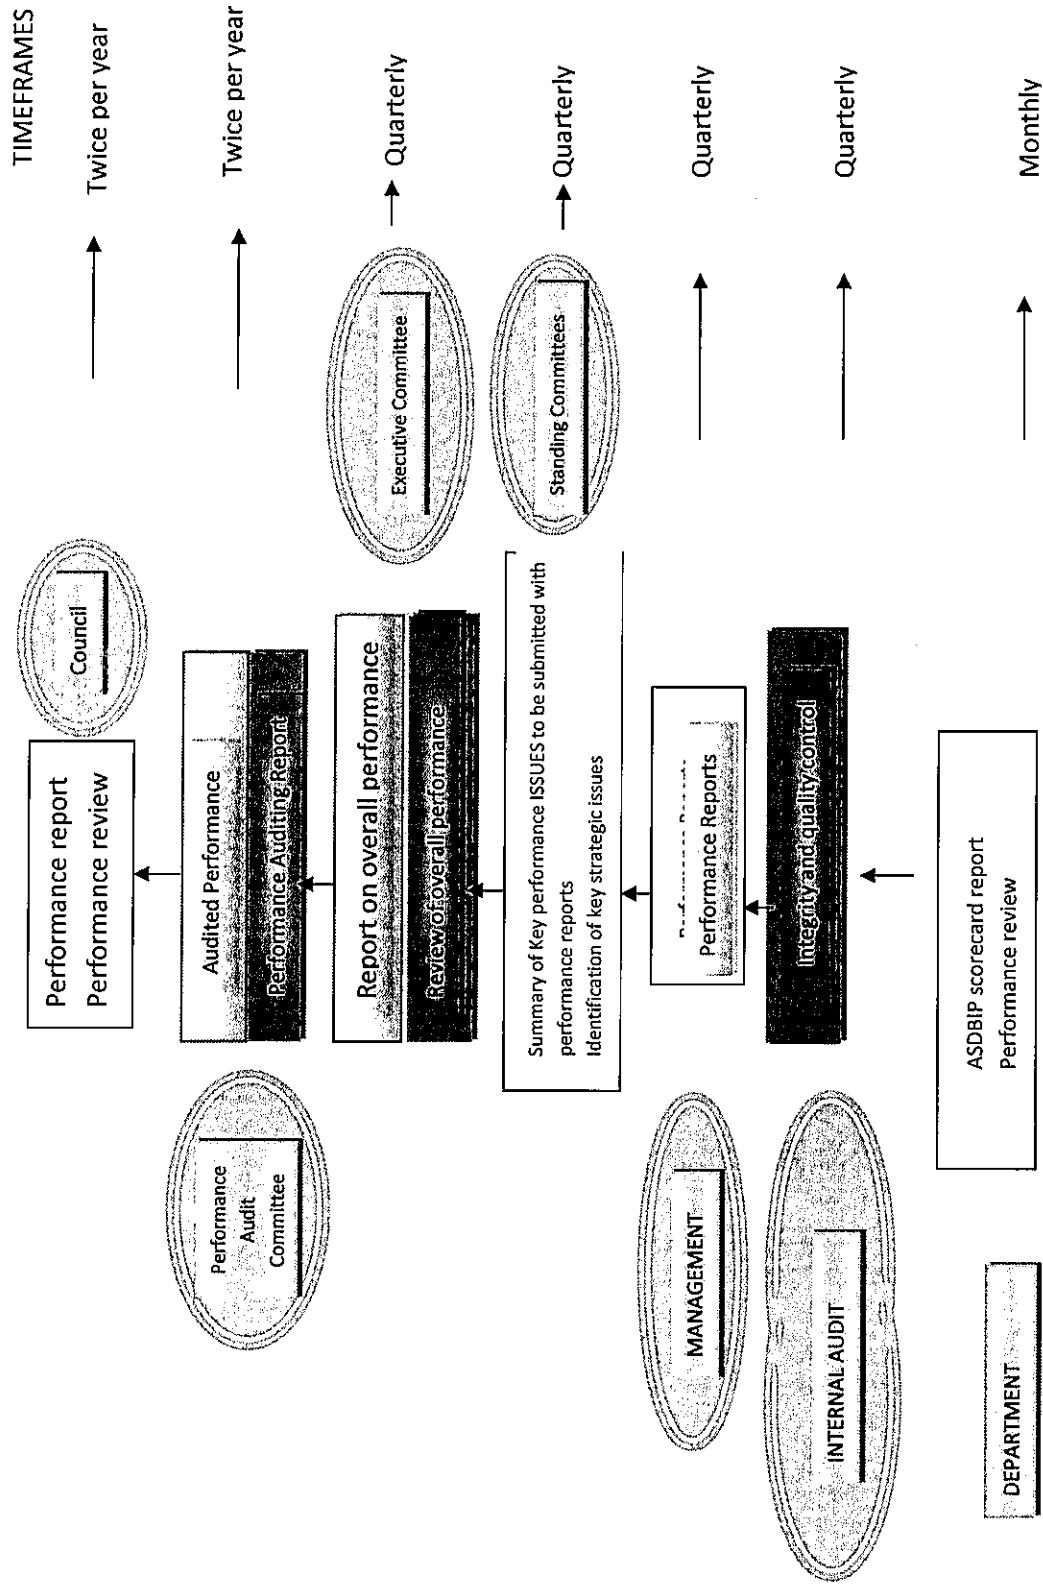 TIMEFRAMES
Council
Performance report
Performance review
Twice per year
Performance
Audit
Committee
Audited Performance
Performance Auditing Report
Twice per year
Report on overall performance
Review of overall performance
Executive Committee
Quarterly
Summary of Key performance ISSUES to be submitted with
performance reports
Identification of key strategic issues
Standing Committees
Quarterly
MANAGEMENT
Performance Reports
Quarterly
INTERNAL AUDIT
Integrity and quality control
Quarterly
DEPARTMENT
ASDBIP scorecard report
Performance review
Monthly